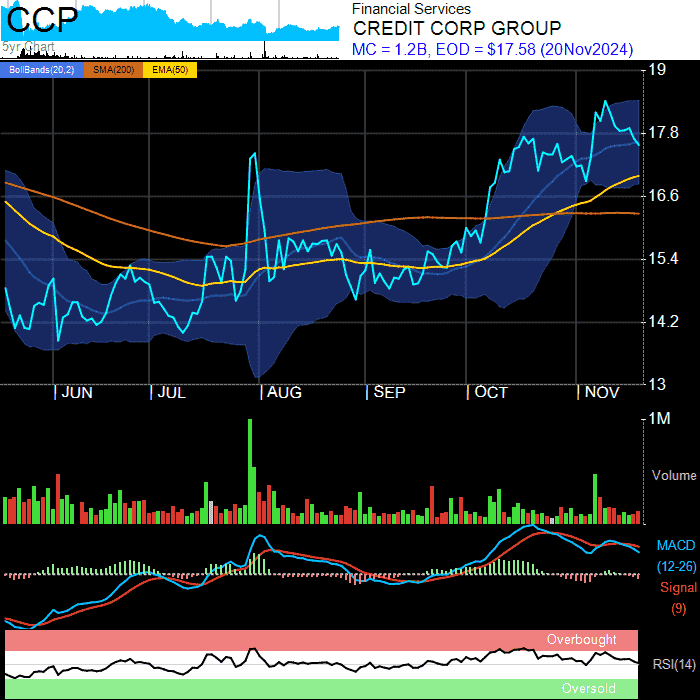 CCP
5yr Chart
Financial Services
CREDIT CORP GROUP
MC = 1.2B, EOD = $17.58 (20Nov2024)
BollBands(20,2) SMA(200) EMA(50)
19
17.8
16.6
15.4
14.2
13
JUN JUL AUG SEP OCT NOV
1M
Volume
MACD
(12-26)
Signal
(9)
Overbought
RSI(14)
Oversold